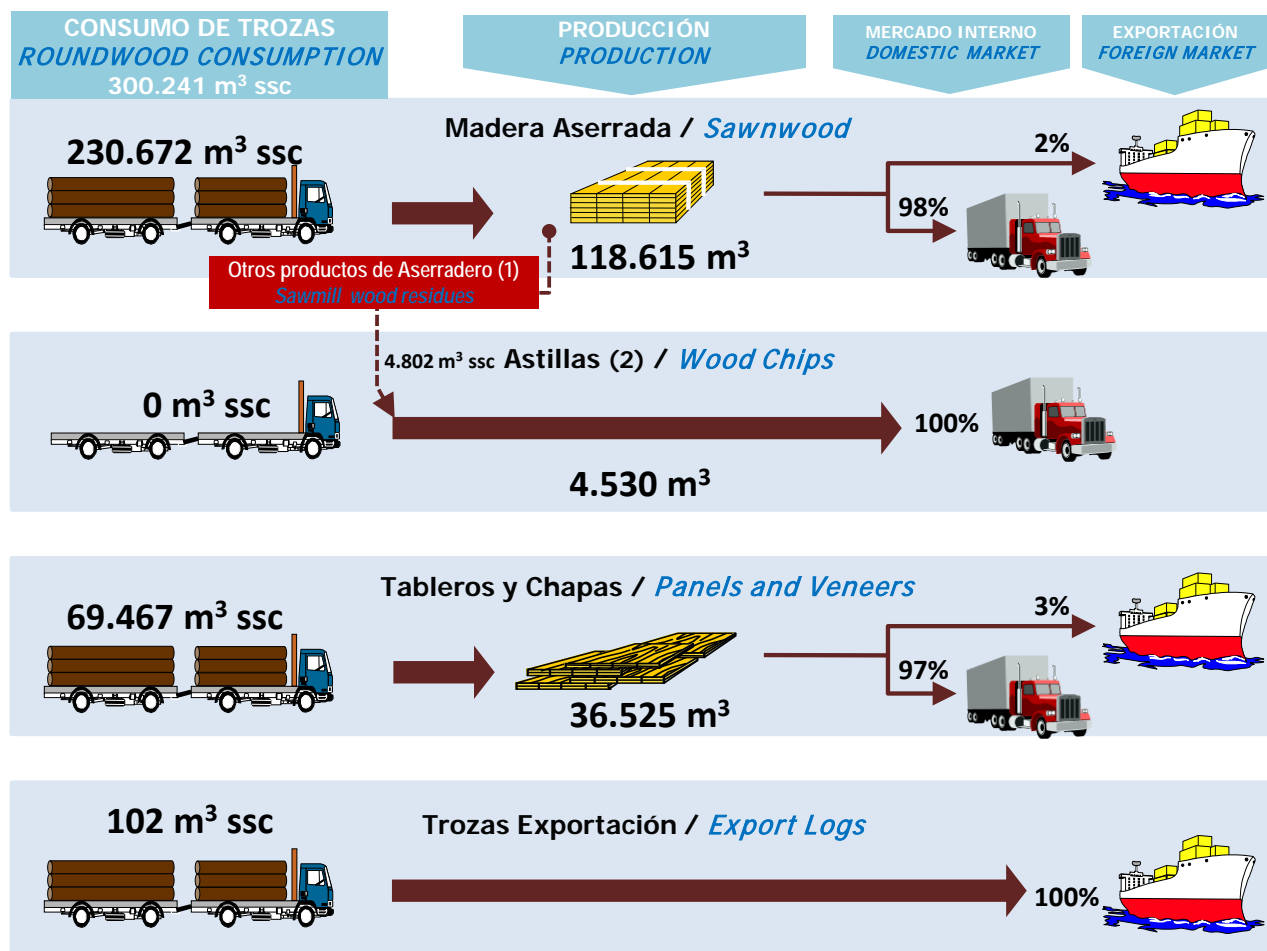 CONSUMO DE TROZAS
ROUNDWOOD CONSUMPTION
300.241 m³ ssc
PRODUCCIÓN
PRODUCTION
MERCADO INTERNO
DOMESTIC MARKET
EXPORTACIÓN
FOREIGN MARKET
Madera Aserrada / Sawnwood
230.672 m³ ssc
118.615 m³
2%
98%
Otros productos de Aserradero (1)
Sawmill wood residues
4.802 m³ ssc Astillas (2) / Wood Chips
0 m³ ssc
100%
4.530 m³
Tableros y Chapas / Panels and Veneers
69.467 m³ ssc
3%
97%
36.525 m³
102 m³ ssc
Trozas Exportación / Export Logs
100%